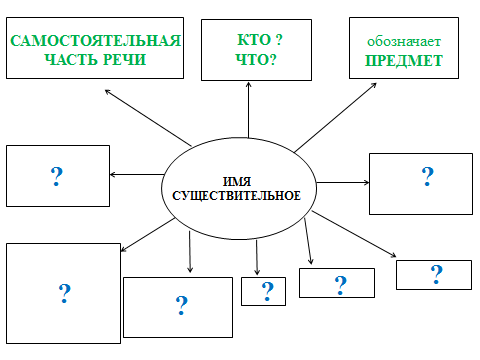 САМОСТОЯТЕЛЬНАЯ
ЧАСТЬ РЕЧИ
КТО ?
ЧТО?
обозначает
ПРЕДМЕТ
?
ИМЯ
СУЩЕСТВИТЕЛЬНОЕ
?
?
?
?
?
?